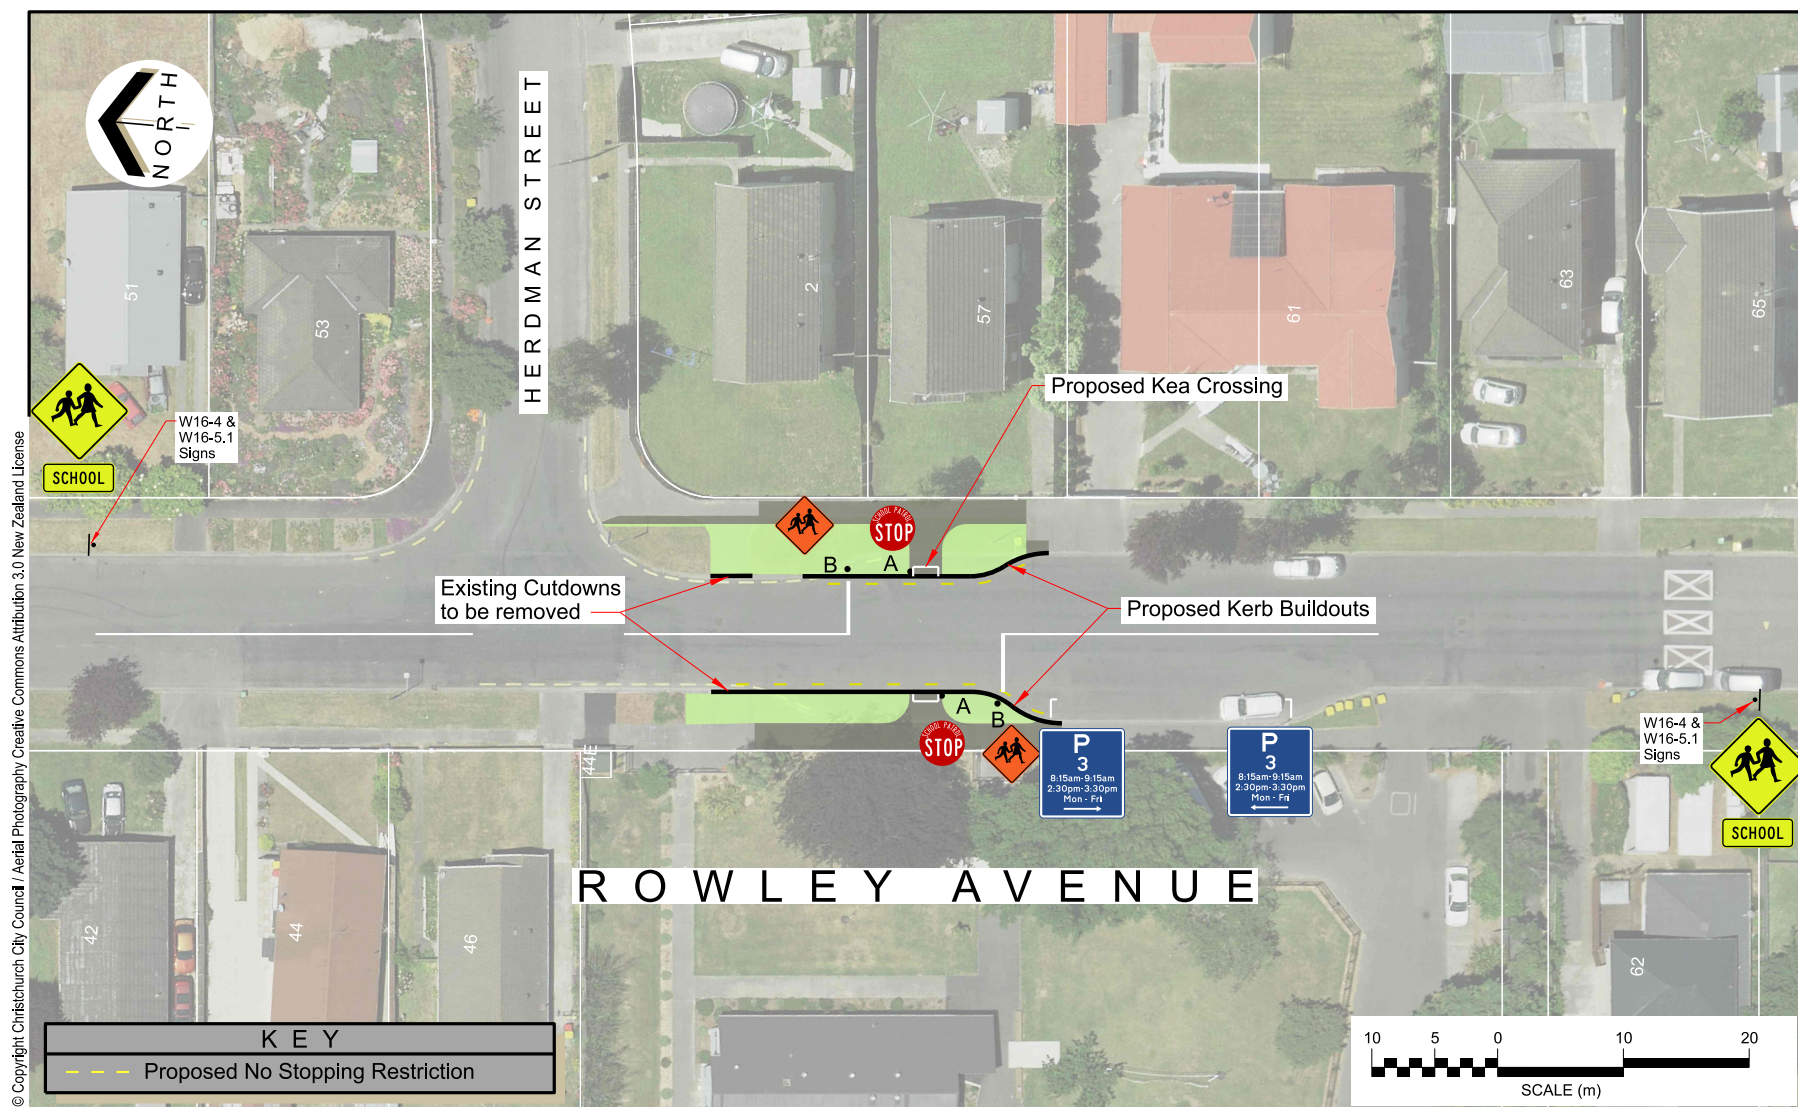 NORTH
HERDMAN STREET
51
53
2
57
61
63
65
Proposed Kea Crossing
W16-4 &
W16-5.1
Signs
SCHOOL
SCHOOL PATROL
STOP
B
A
Existing Cutdowns
to be removed
Proposed Kerb Buildouts
A
B
SCHOOL PATROL
STOP
P
3
8:15am-9:15am
2:30pm-3:30pm
Mon - Fri
P
3
8:15am-9:15am
2:30pm-3:30pm
Mon - Fri
W16-4 &
W16-5.1
Signs
SCHOOL
44E
ROWLEY AVENUE
42
44
46
62
KEY
Proposed No Stopping Restriction
10 5 0 10 20
SCALE (m)
© Copyright Christchurch City Council / Aerial Photography Creative Commons Attribution 3.0 New Zealand License